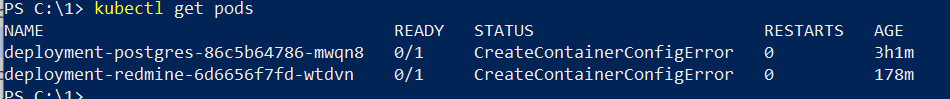 PS C:\1> kubectl get pods
NAME READY STATUS RESTARTS AGE
deployment-postgres-86c5b64786-mwqn8 0/1 CreateContainerConfigError 0 3h1m
deployment-redmine-6d6656f7fd-wtdvn 0/1 CreateContainerConfigError 0 178m
PS C:\1>